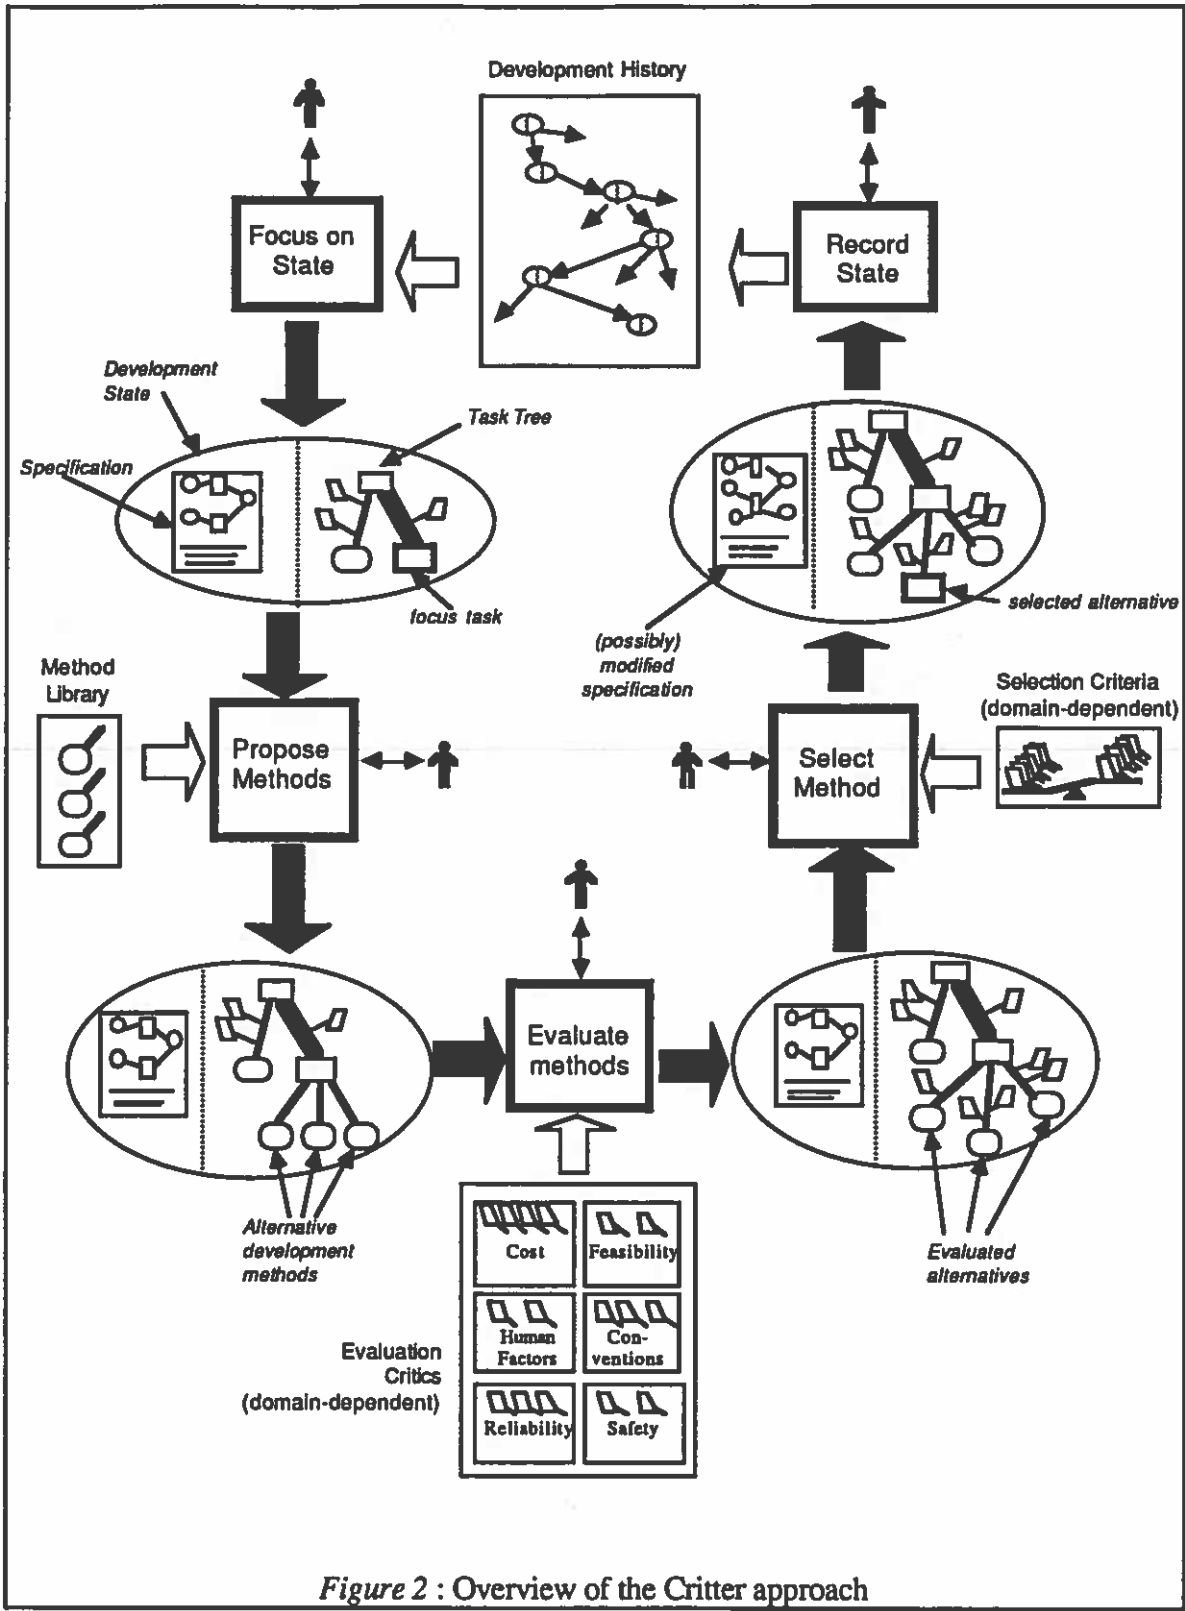 Development History
Focus on
State
Record
State
Development
State
Task Tree
Specification
focus task
selected alternative
(possibly)
modified
specification
Method
Library
Selection Criteria
(domain-dependent)
Propose
Methods
Select
Method
Evaluate
methods
Alternative
development
methods
Evaluated
alternatives
Cost
Feasibility
Human
Factors
Con-
ventions
Reliability
Safety
Evaluation
Critics
(domain-dependent)
Figure 2 : Overview of the Critter approach